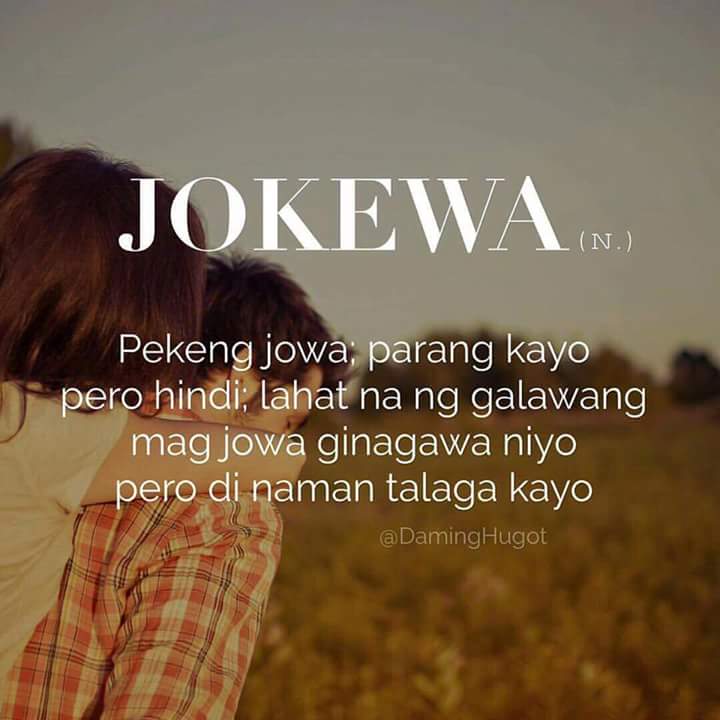 JOKEWA (N.)
Pekeng jowa; parang kayo
pero hindi; lahat na ng galawang
mag jowa ginagawa niyo
pero di naman talaga kayo
@DamingHugot